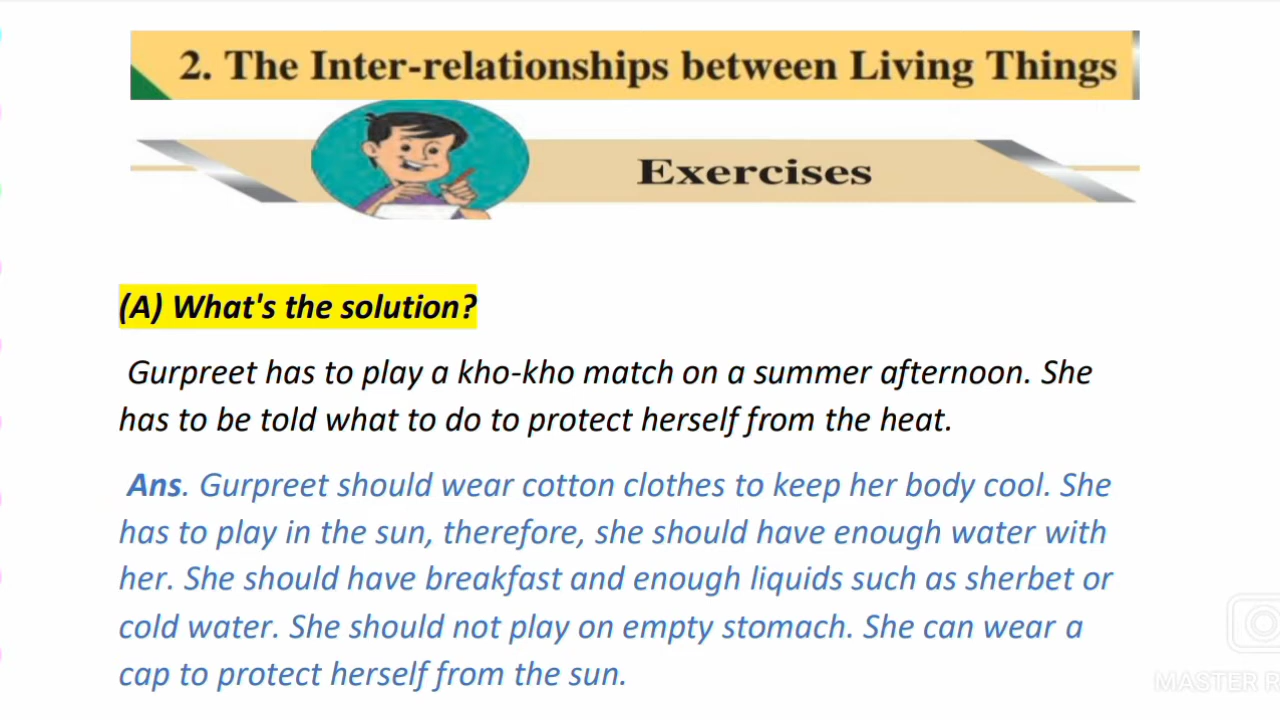 2. The Inter-relationships between Living Things
Exercises
(A) What's the solution?
Gurpreet has to play a kho-kho match on a summer afternoon. She
has to be told what to do to protect herself from the heat.
Ans. Gurpreet should wear cotton clothes to keep her body cool. She
has to play in the sun, therefore, she should have enough water with
her. She should have breakfast and enough liquids such as sherbet or
cold water. She should not play on empty stomach. She can wear a
cap to protect herself from the sun.
MASTER R